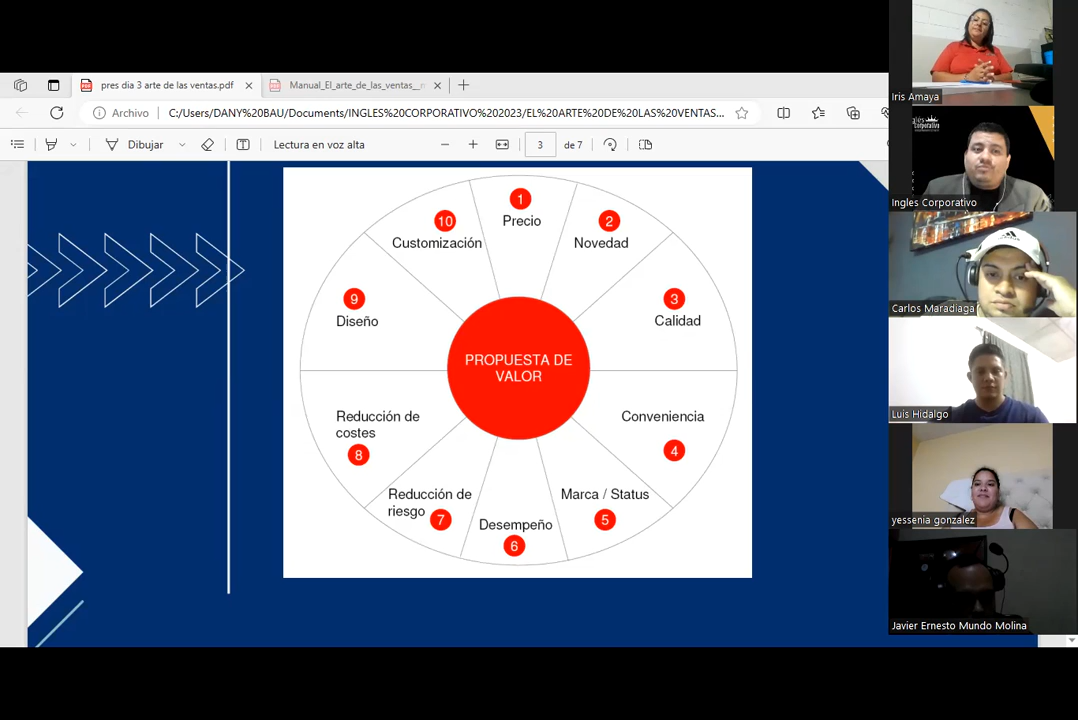 pres dia 3 arte de las ventas.pdf
Manual_El_arte_de_las_ventas_
Archivo
C:/Users/DANY%20BAU/Documents/INGLES%20CORPORATIVO%202023/EL%20ARTE%20DE%20LAS%20VENTAS...
Dibujar
Lectura en voz alta
3
de 7
1
Precio
2
Novedad
3
Calidad
Conveniencia
4
Marca / Status
5
Desempeño
6
Reducción de
riesgo
7
Reducción de
costes
8
9
Diseño
10
Customización
PROPUESTA DE
VALOR
Iris Amaya
Ingles Corporativo
Carlos Maradiaga
Luis Hidalgo
yessenia gonzalez
Javier Ernesto Mundo Molina